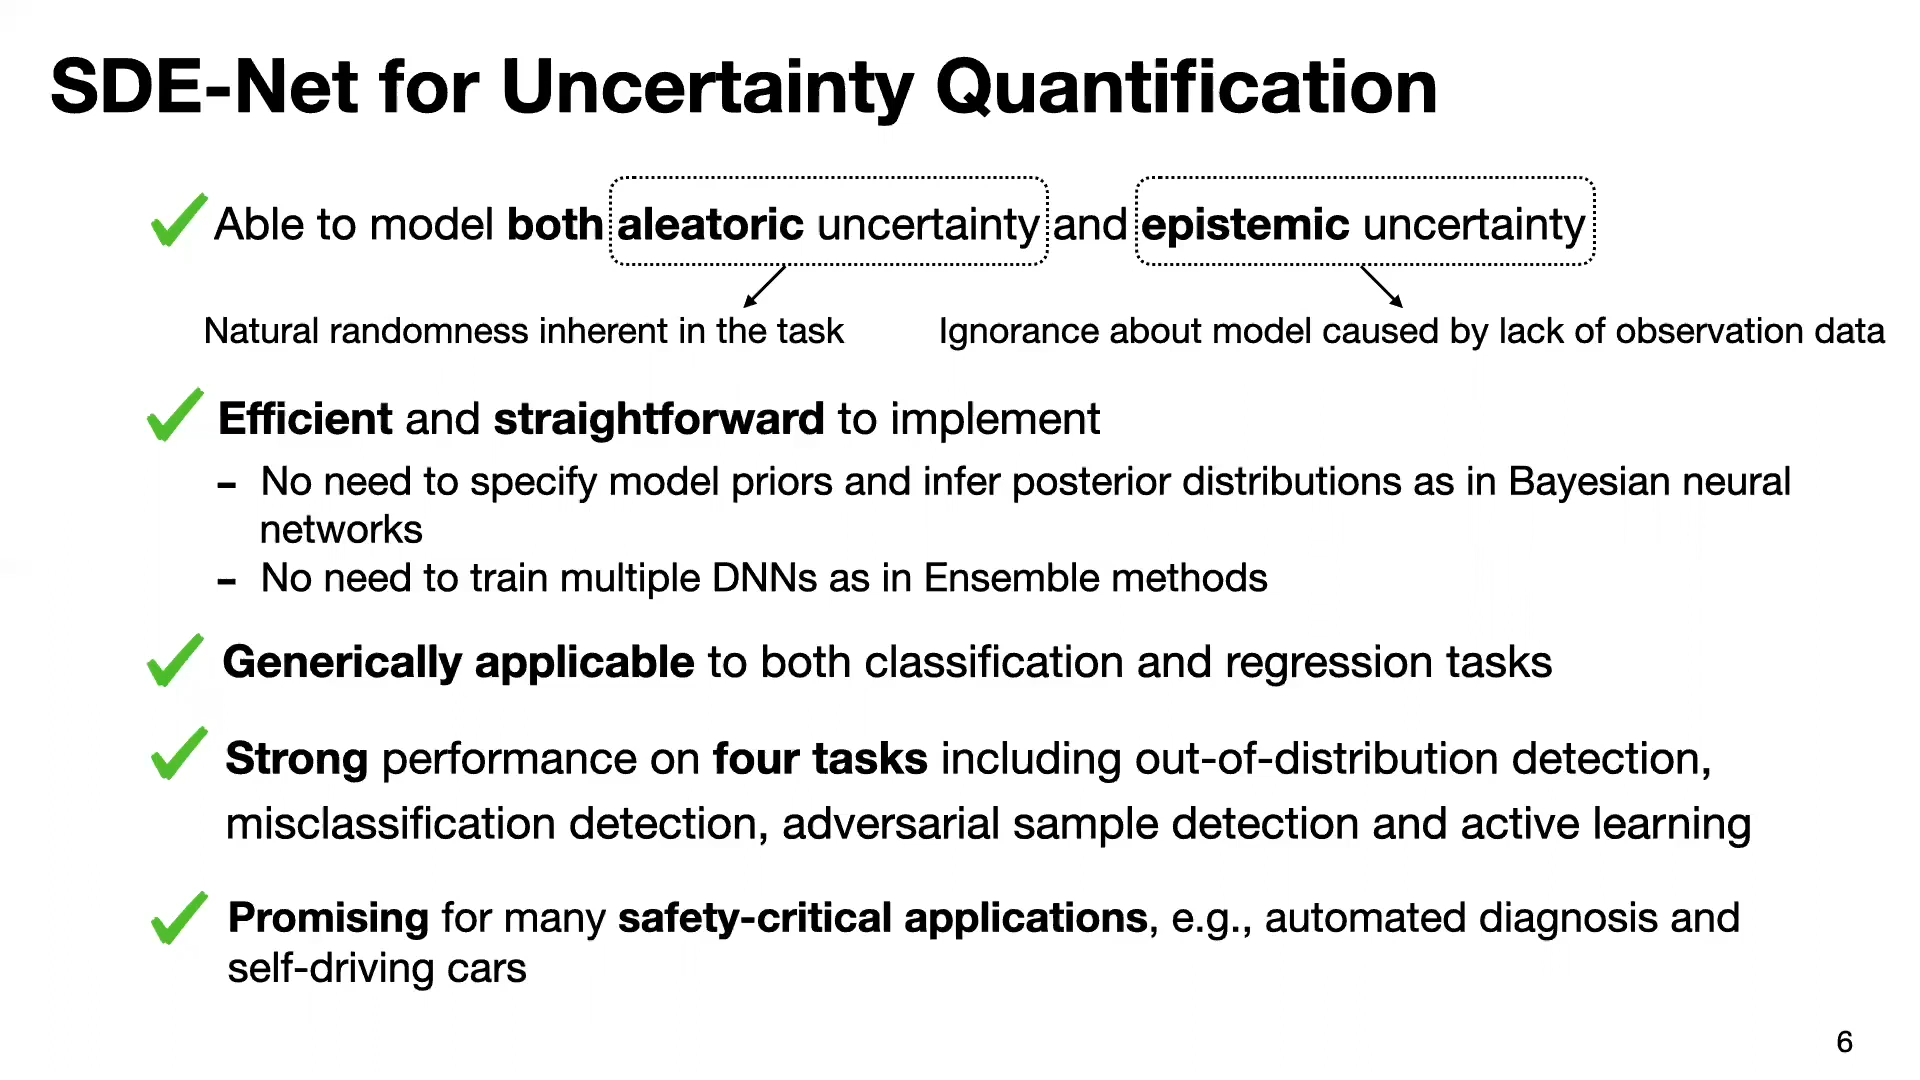 SDE-Net for Uncertainty Quantification
Able to model both aleatoric uncertainty and epistemic uncertainty
Natural randomness inherent in the task
Ignorance about model caused by lack of observation data
Efficient and straightforward to implement
- No need to specify model priors and infer posterior distributions as in Bayesian neural
networks
- No need to train multiple DNNs as in Ensemble methods
Generically applicable to both classification and regression tasks
Strong performance on four tasks including out-of-distribution detection,
misclassification detection, adversarial sample detection and active learning
Promising for many safety-critical applications, e.g., automated diagnosis and
self-driving cars
6